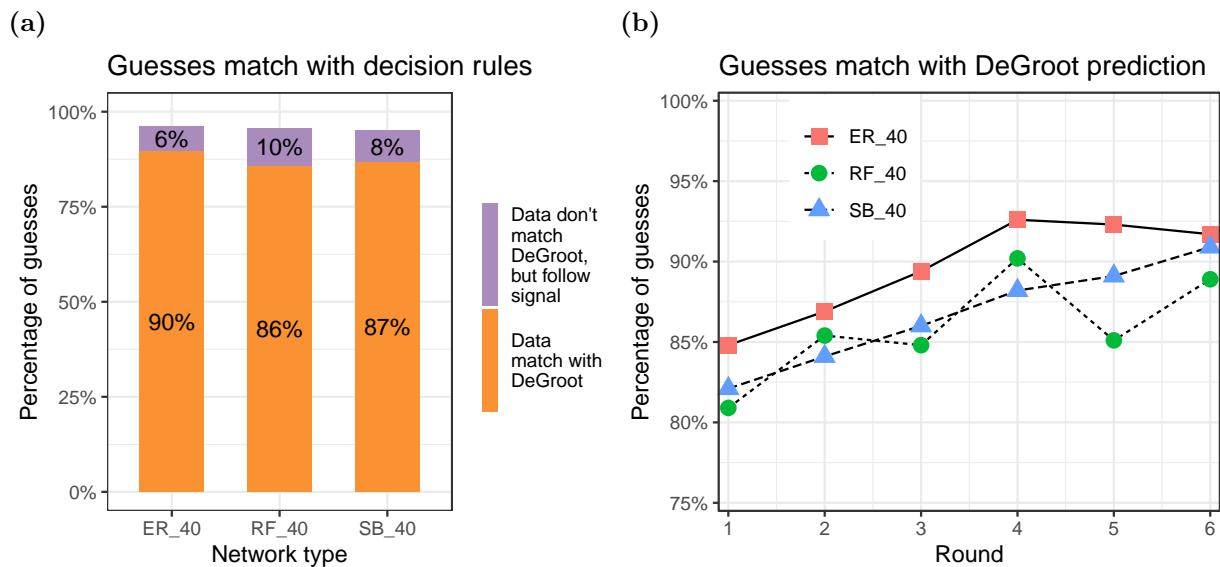 (a)
Guesses match with decision rules
Percentage of guesses
100%
75%
50%
25%
0%
6%
10%
8%
90%
86%
87%
ER_40
RF_40
SB_40
Network type
Data don't
match
DeGroot,
but follow
signal
Data
match with
DeGroot
(b)
Guesses match with DeGroot prediction
Percentage of guesses
100%
95%
90%
85%
80%
75%
ER_40
RF_40
SB_40
1
2
3
4
5
6
Round